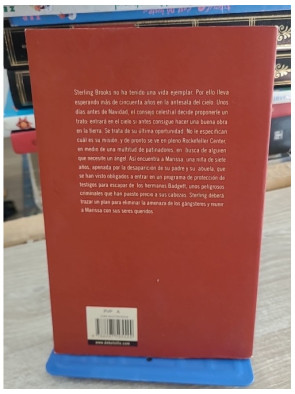 Sterling Brooks no ha tenido una vida ejemplar. Por ello lleva
esperando más de cincuenta años en la antesala del cielo. Unos
días antes de Navidad, el consejo celestial decide proponerle un
trato: entrará en el cielo si antes consigue hacer una buena obra
en la tierra. Se trata de su última oportunidad. No le especifican
cuál es su misión, y de pronto se ve en pleno Rockefeller Center,
en medio de una multitud de patinadores, en busca de alguien
que necesite un ángel. Así encuentra a Marissa, una niña de siete
años, apenada por la desaparición de su padre y su abuela, que
se han visto obligados a entrar en un programa de protección de
testigos para escapar de los hermanos Badgett, unos peligrosos
criminales que han puesto precio a sus cabezas. Sterling deberá
trazar un plan para eliminar la amenaza de los gángsters y reunir
a Marissa con sus seres queridos.